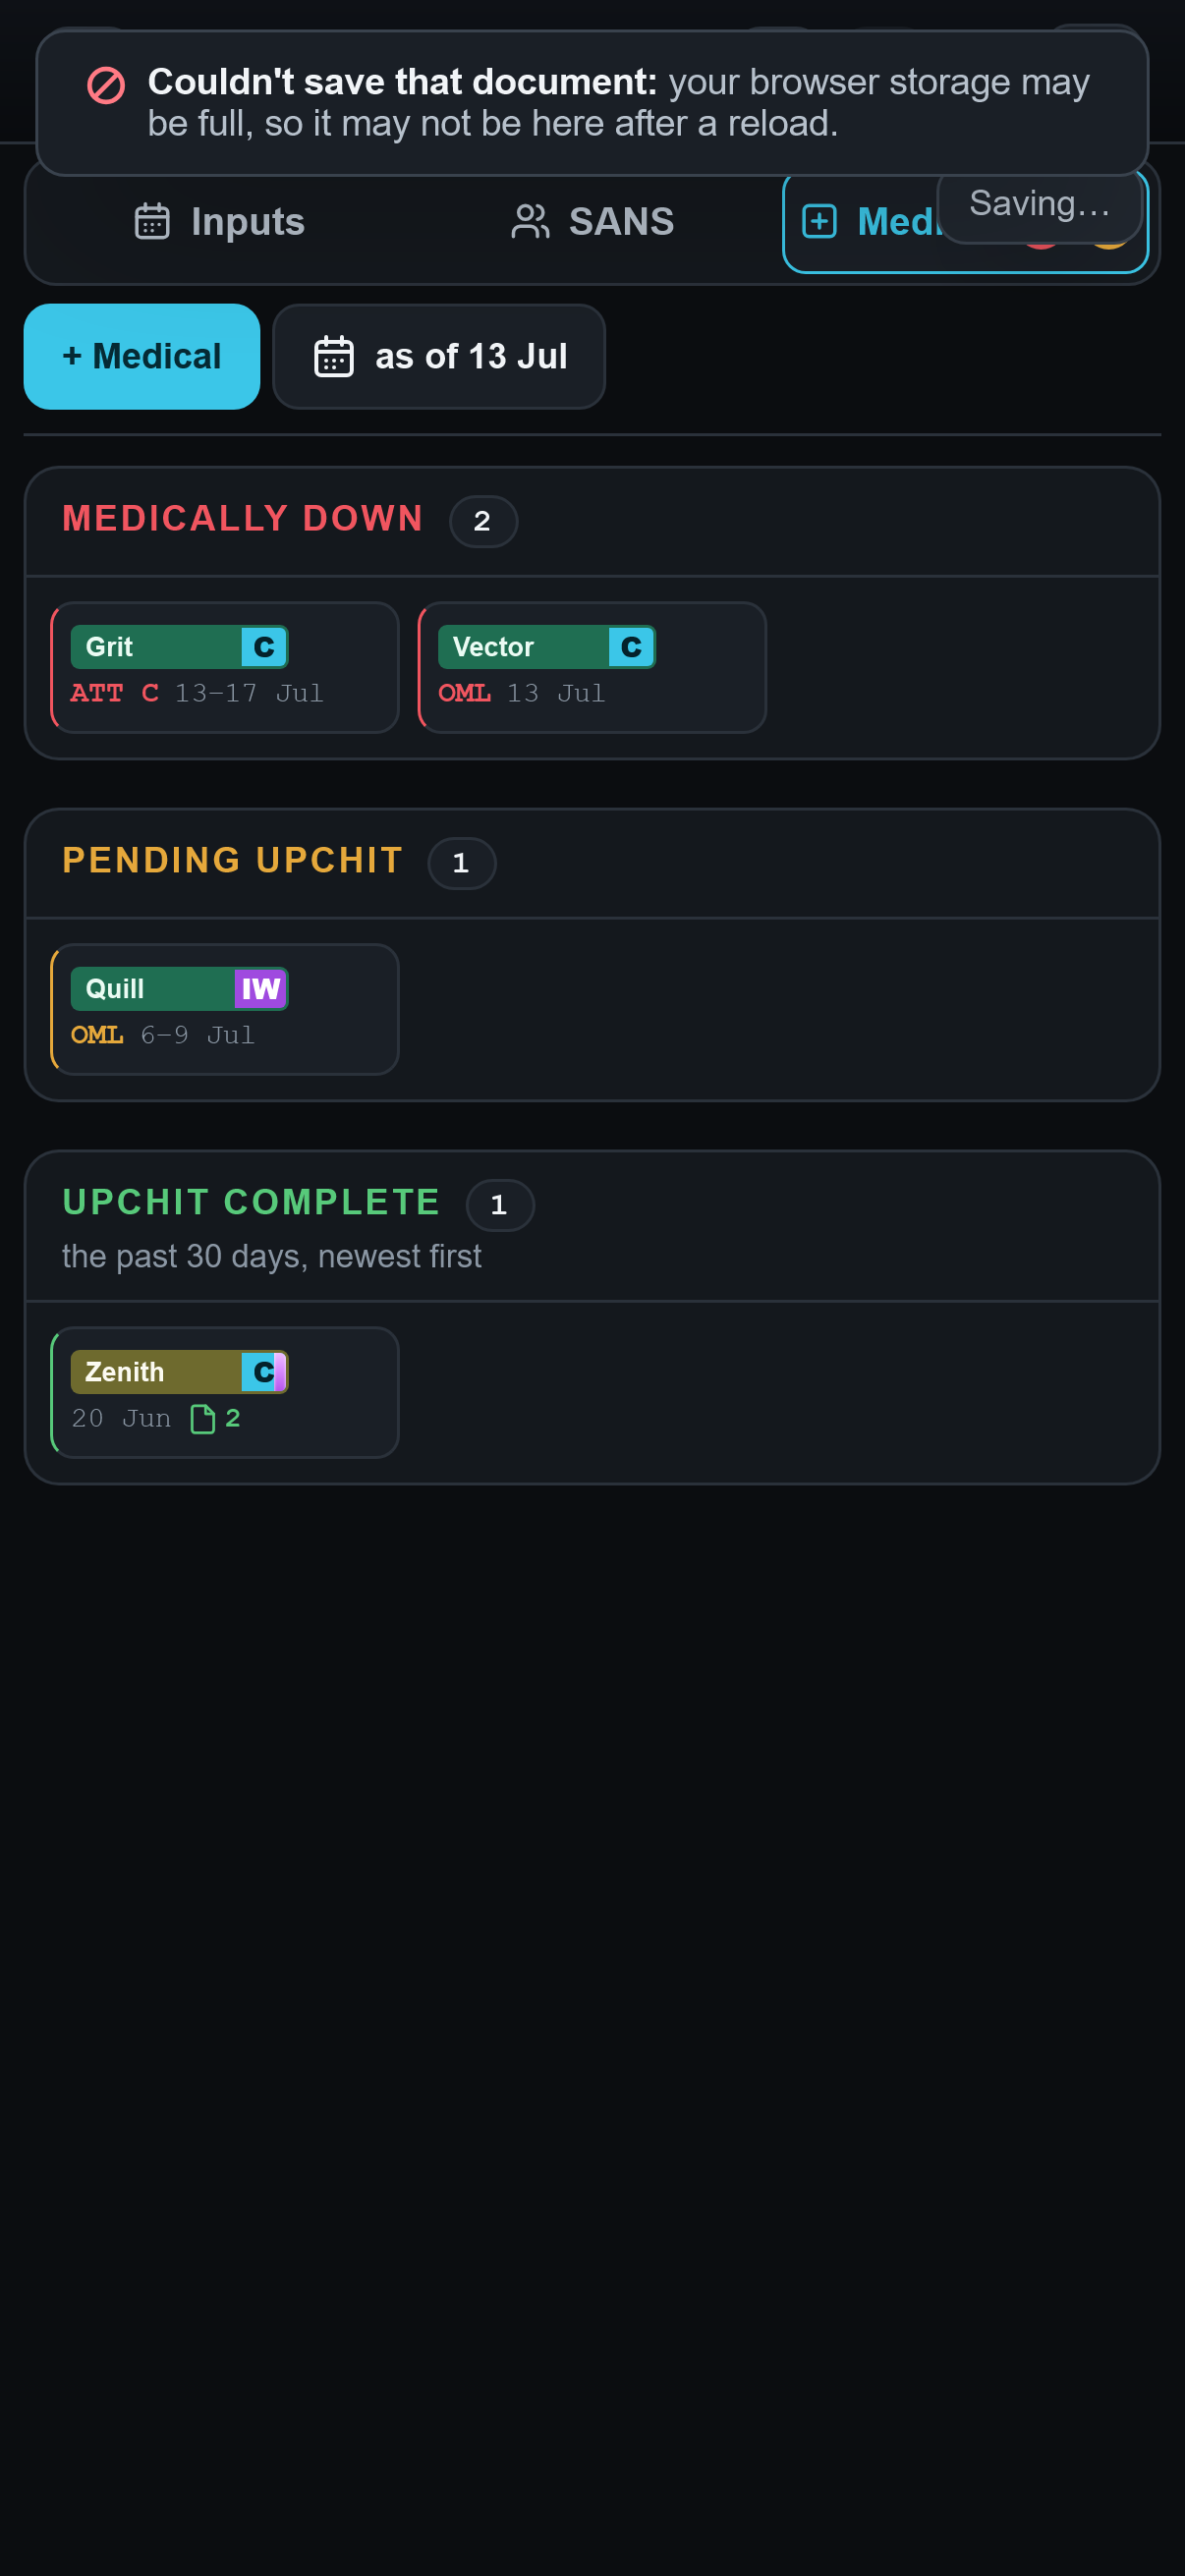 Couldn't save that document: your browser storage may
be full, so it may not be here after a reload.
Saving...
Inputs
SANS
+ Medical
as of 13 Jul
MEDICALLY DOWN 2
Grit C
ATT C 13–17 Jul
Vector C
OML 13 Jul
PENDING UPCHIT 1
Quill IW
OML 6–9 Jul
UPCHIT COMPLETE 1
the past 30 days, newest first
Zenith C
20 Jun 2